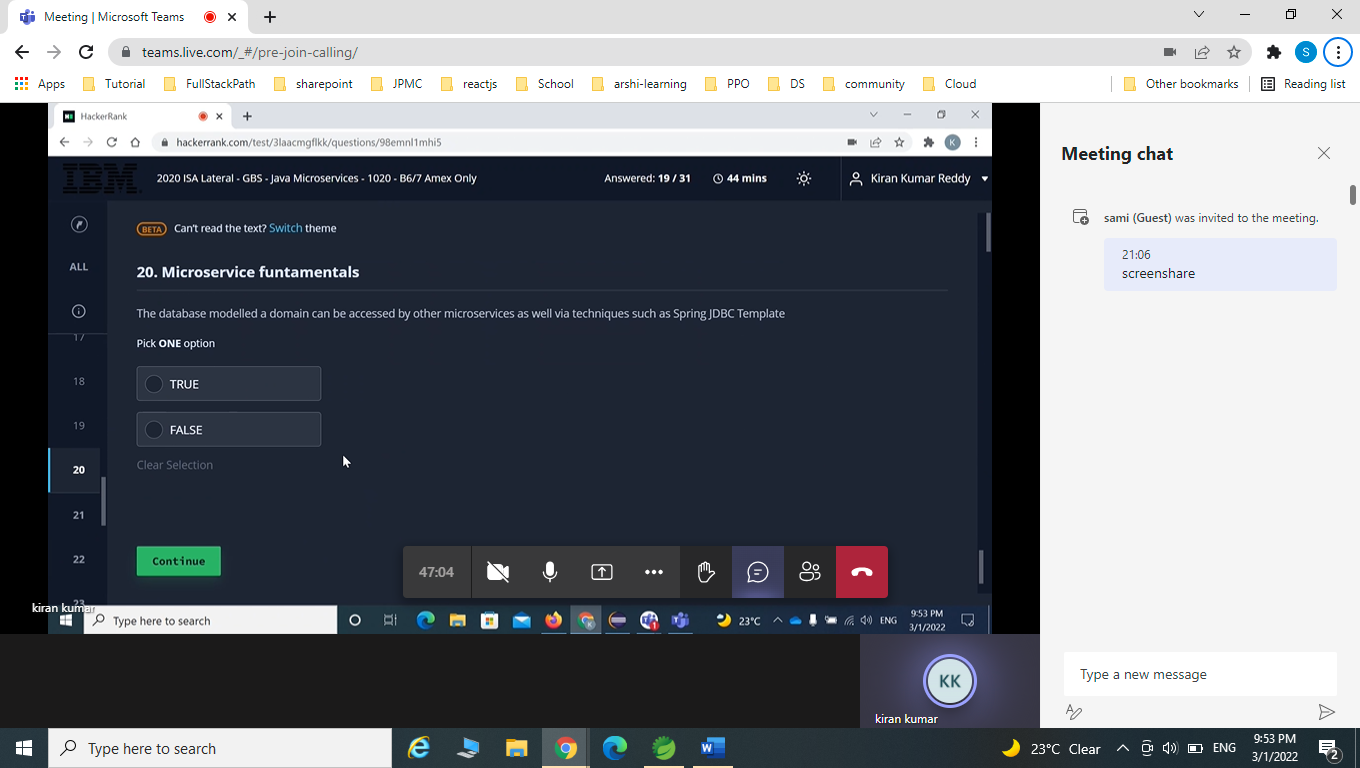 Meeting | Microsoft Teams
teams.live.com/_#/pre-join-calling/
S
Apps Tutorial FullStackPath sharepoint JPMC reactjs School arshi-learning PPO DS community Cloud Other bookmarks Reading list
HackerRank
hackerrank.com/test/3laacmgflkk/questions/98emnl1mhi5
K
IBM 2020 ISA Lateral - GBS - Java Microservices - 1020 - B6/7 Amex Only Answered: 19 / 31 44 mins Kiran Kumar Reddy
BETA Can't read the text? Switch theme
ALL
17
18
19
20
21
22
23
20. Microservice funtamentals
The database modelled a domain can be accessed by other microservices as well via techniques such as Spring JDBC Template
Pick ONE option
TRUE
FALSE
Clear Selection
Continue
47:04
kiran kumar
Type here to search
23°C ENG
9:53 PM
3/1/2022
KK
kiran kumar
Meeting chat
sami (Guest) was invited to the meeting.
21:06
screenshare
Type a new message
Type here to search
23°C Clear ENG
9:53 PM
3/1/2022
2